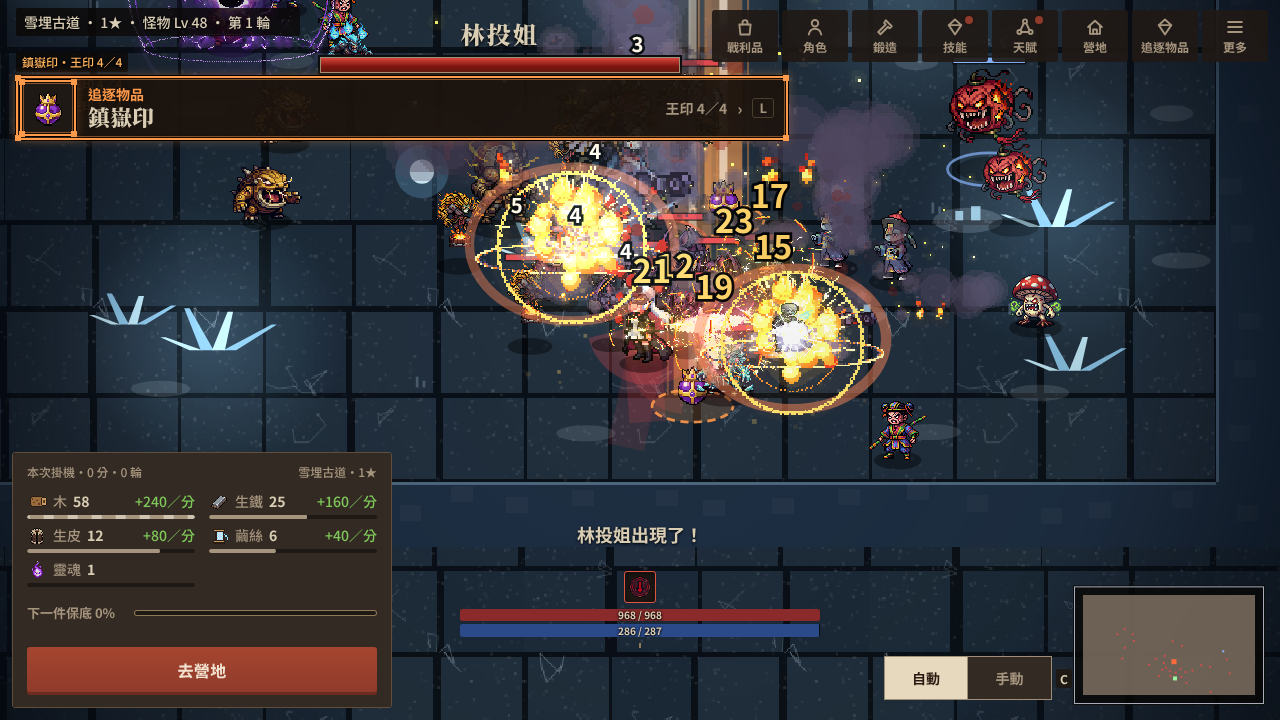 雪埋古道・1★・怪物 Lv 48・第 1 輪
林投姐
3
戰利品
角色
鍛造
技能
天賦
營地
追逐物品
更多
鎮嶽印・王印 4／4
追逐物品
鎮嶽印
王印 4／4 › L
4
5
4
4
17
23
15
21
12
19
本次掛機・0 分・0 輪
雪埋古道・1★
木 58 +240／分
生鐵 25 +160／分
生皮 12 +80／分
繭絲 6 +40／分
靈魂 1
下一件保底 0%
去營地
林投姐出現了！
968 / 968
286 / 287
自動
手動
C